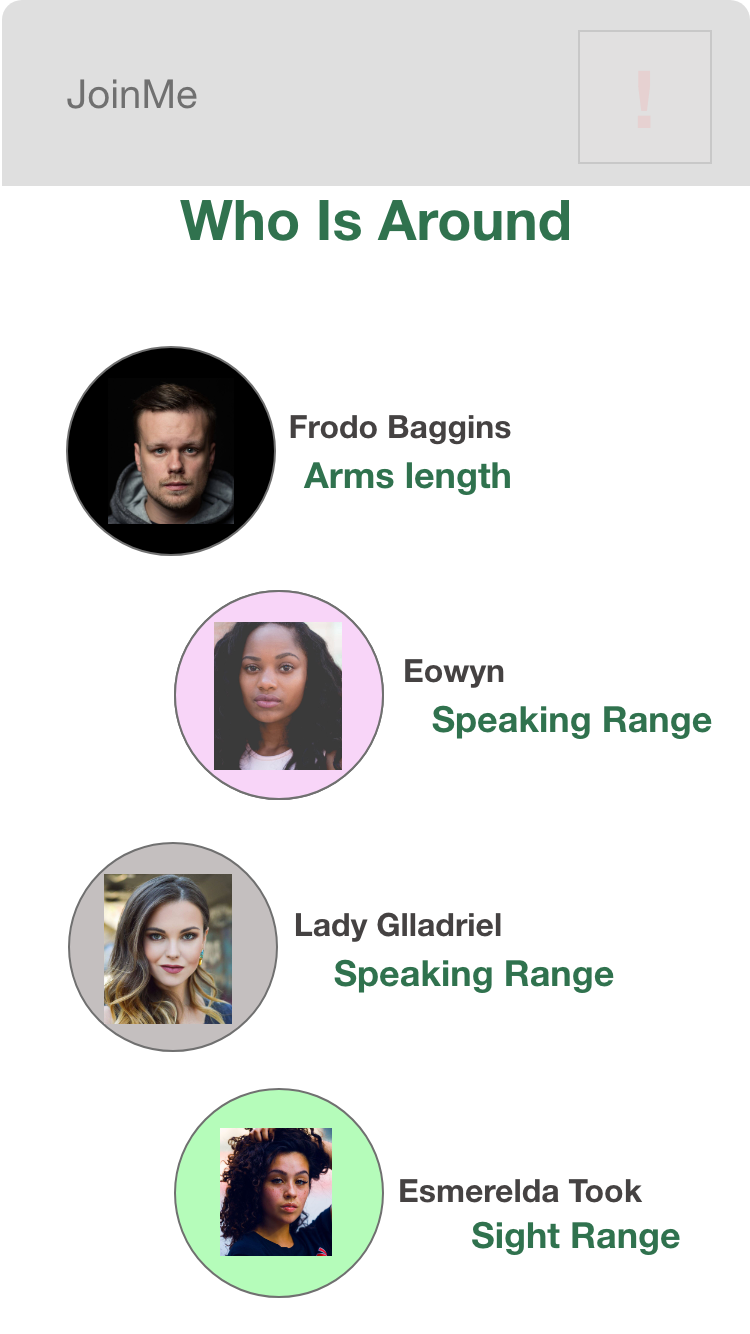 JoinMe
!
Who Is Around
Frodo Baggins
Arms length
Eowyn
Speaking Range
Lady Glladriel
Speaking Range
Esmerelda Took
Sight Range